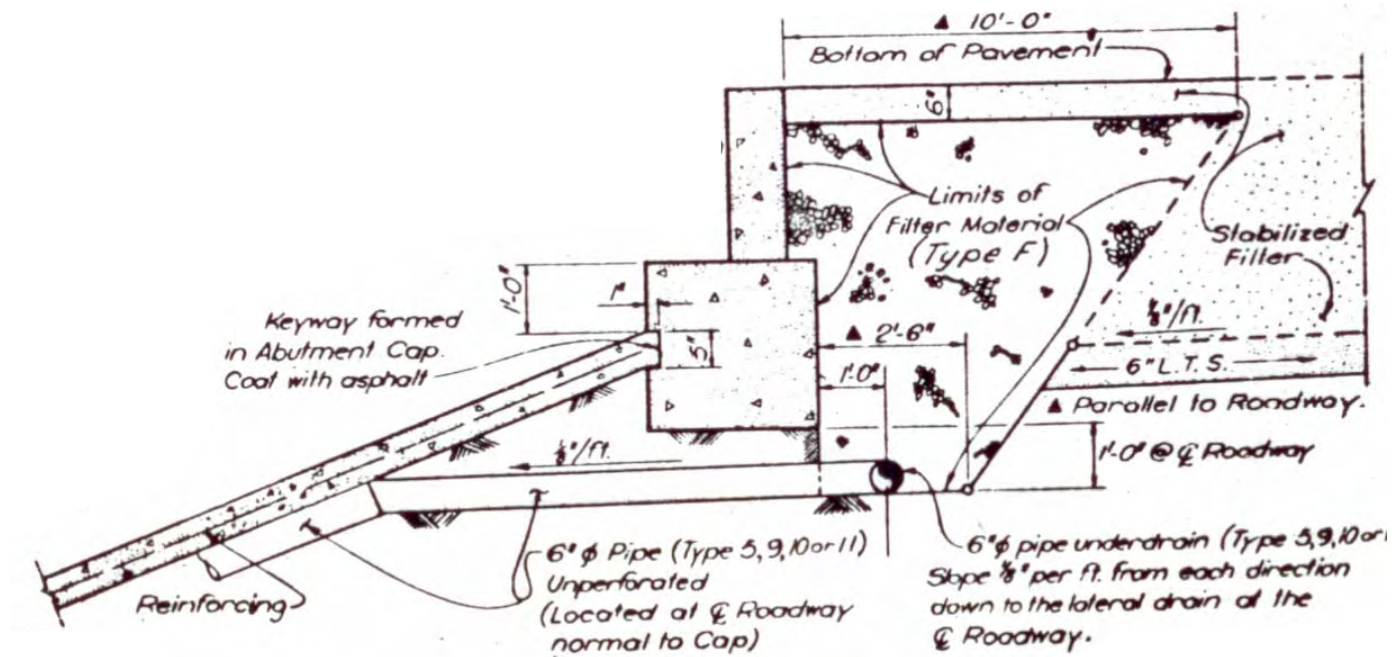 ▲ 10'-0"
Bottom of Pavement
6"
Limits of
Filter Material
(Type F)
Stabilized
Filler
1'-0"
1"
5"
Keyway formed
in Abutment Cap.
Coat with asphalt
▲ 2'-6"
1'-0"
⅛"/ft.
6" L.T.S.
▲ Parallel to Roadway.
1'-0" @ ℄ Roadway
⅛"/ft.
Reinforcing
6" ϕ Pipe (Type 5,9,10 or 11)
Unperforated
(Located at ℄ Roadway
normal to Cap)
6" ϕ pipe underdrain (Type 5,9,10 or 1
Slope ⅛" per ft. from each direction
down to the lateral drain at the
℄ Roadway.